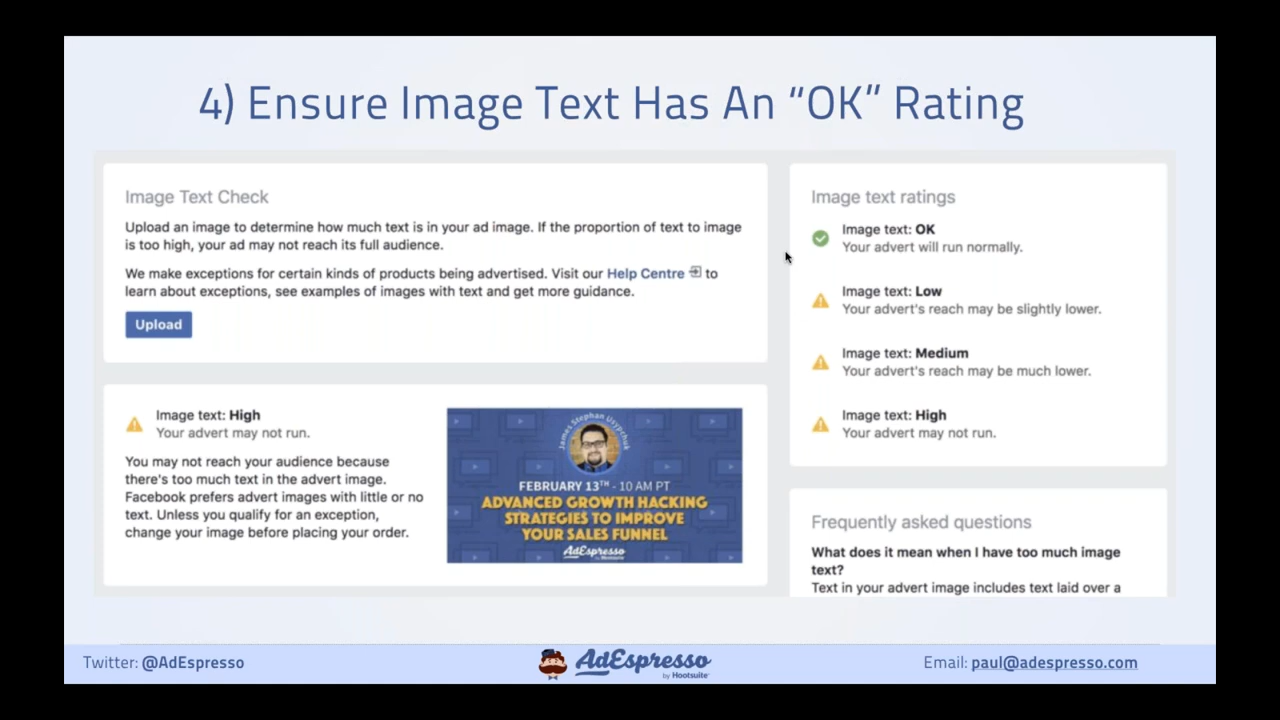 4) Ensure Image Text Has An “OK” Rating
Image Text Check
Upload an image to determine how much text is in your ad image. If the proportion of text to image
is too high, your ad may not reach its full audience.
We make exceptions for certain kinds of products being advertised. Visit our Help Centre to
learn about exceptions, see examples of images with text and get more guidance.
Upload
Image text: High
Your advert may not run.
You may not reach your audience because
there's too much text in the advert image.
Facebook prefers advert images with little or no
text. Unless you qualify for an exception,
change your image before placing your order.
James Stephan Usypchuk
FEBRUARY 13TH - 10 AM PT
ADVANCED GROWTH HACKING
STRATEGIES TO IMPROVE
YOUR SALES FUNNEL
AdEspresso
by Hootsuite
Image text ratings
Image text: OK
Your advert will run normally.
Image text: Low
Your advert's reach may be slightly lower.
Image text: Medium
Your advert's reach may be much lower.
Image text: High
Your advert may not run.
Frequently asked questions
What does it mean when I have too much image
text?
Text in your advert image includes text laid over a
Twitter: @AdEspresso
AdEspresso
by Hootsuite
Email: paul@adespresso.com